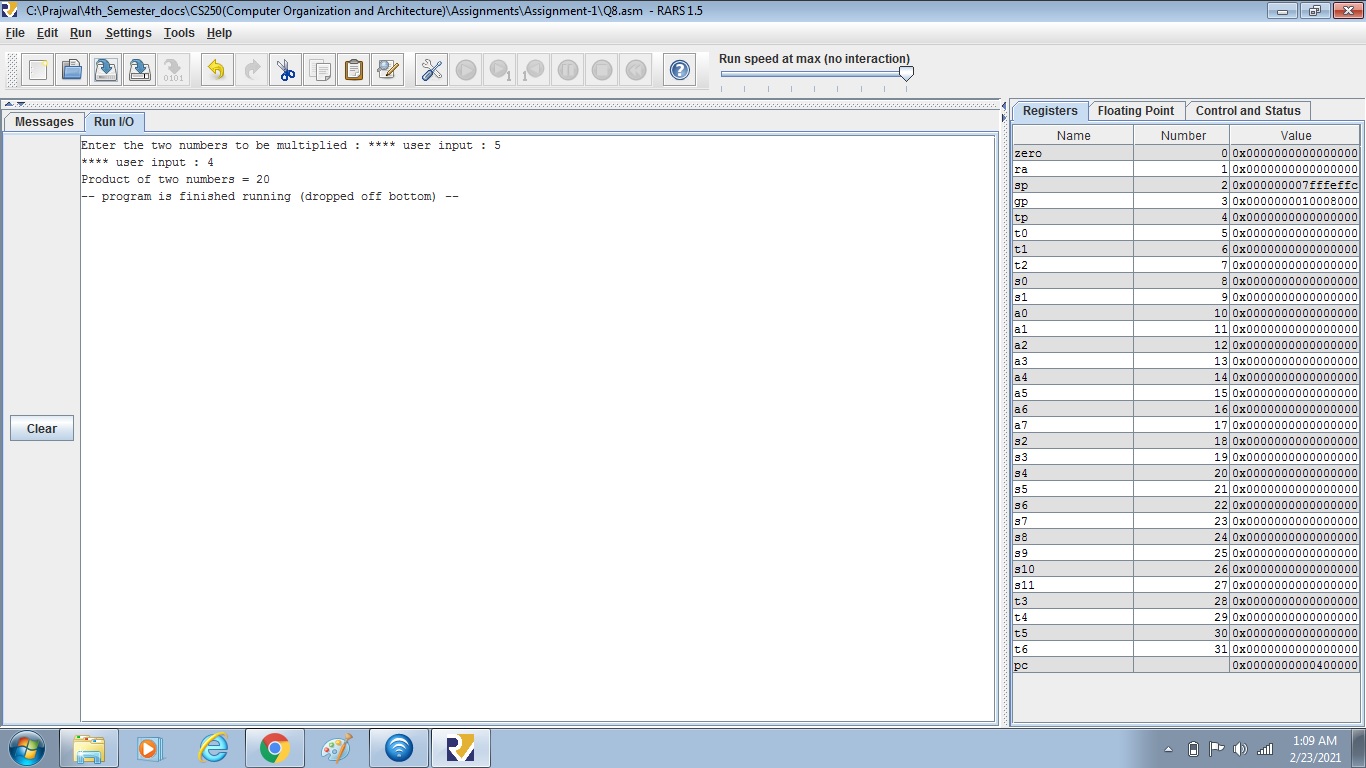 C:\Prajwal\4th_Semester_docs\CS250(Computer Organization and Architecture)\Assignments\Assignment-1\Q8.asm - RARS 1.5
File Edit Run Settings Tools Help
Run speed at max (no interaction)
0101
1 1
Messages Run I/O
Enter the two numbers to be multiplied : **** user input : 5
**** user input : 4
Product of two numbers = 20
-- program is finished running (dropped off bottom) --
Clear
Registers Floating Point Control and Status
Name Number Value
zero 0 0x0000000000000000
ra 1 0x0000000000000000
sp 2 0x000000007fffeffc
gp 3 0x0000000010008000
tp 4 0x0000000000000000
t0 5 0x0000000000000000
t1 6 0x0000000000000000
t2 7 0x0000000000000000
s0 8 0x0000000000000000
s1 9 0x0000000000000000
a0 10 0x0000000000000000
a1 11 0x0000000000000000
a2 12 0x0000000000000000
a3 13 0x0000000000000000
a4 14 0x0000000000000000
a5 15 0x0000000000000000
a6 16 0x0000000000000000
a7 17 0x0000000000000000
s2 18 0x0000000000000000
s3 19 0x0000000000000000
s4 20 0x0000000000000000
s5 21 0x0000000000000000
s6 22 0x0000000000000000
s7 23 0x0000000000000000
s8 24 0x0000000000000000
s9 25 0x0000000000000000
s10 26 0x0000000000000000
s11 27 0x0000000000000000
t3 28 0x0000000000000000
t4 29 0x0000000000000000
t5 30 0x0000000000000000
t6 31 0x0000000000000000
pc 0x0000000000400000
1:09 AM
2/23/2021